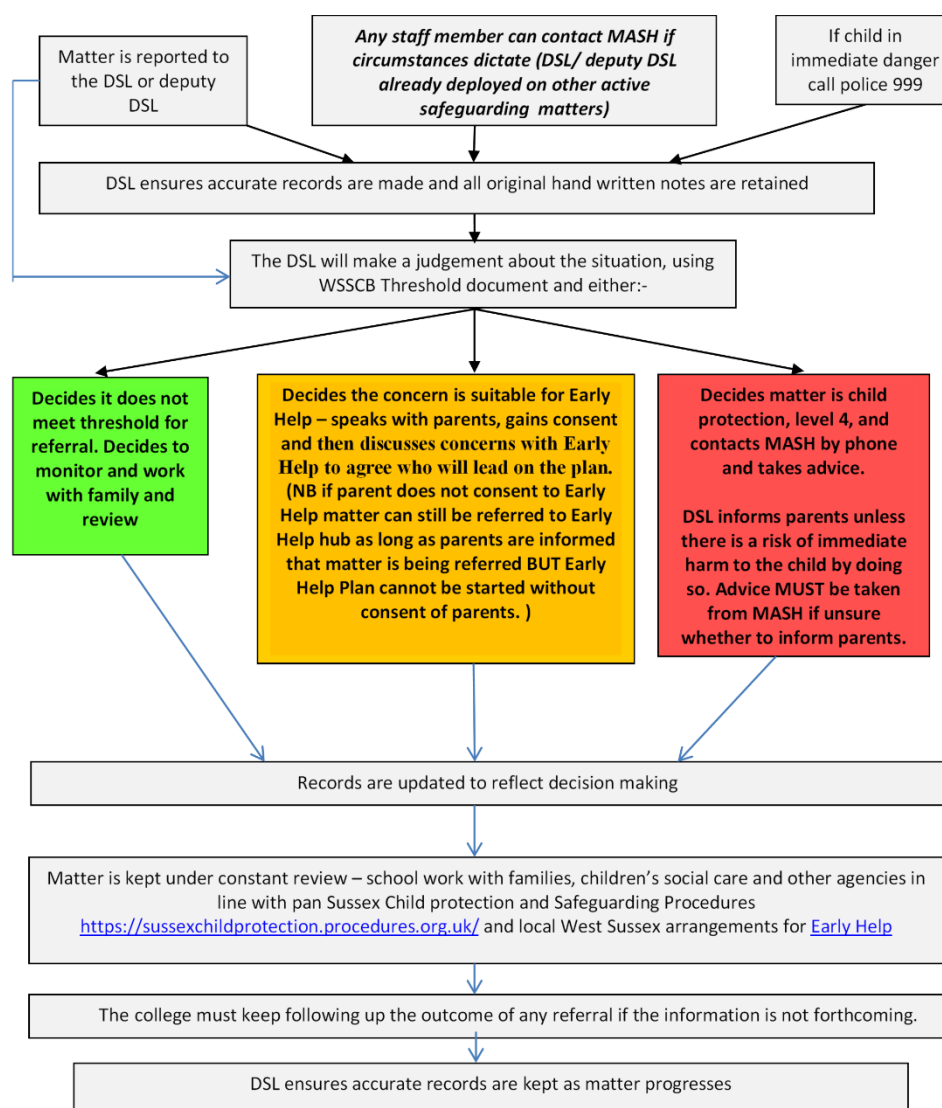 Matter is reported to
the DSL or deputy
DSL
Any staff member can contact MASH if
circumstances dictate (DSL/ deputy DSL
already deployed on other active
safeguarding matters)
If child in
immediate danger
call police 999
DSL ensures accurate records are made and all original hand written notes are retained
The DSL will make a judgement about the situation, using
WSSCB Threshold document and either:-
Decides it does not
meet threshold for
referral. Decides to
monitor and work
with family and
review
Decides the concern is suitable for Early
Help – speaks with parents, gains
consent and then discusses concerns with Early
Help to agree who will lead on the plan.
(NB if parent does not consent to Early
Help matter can still be referred to Early
Help hub as long as parents are informed
that matter is being referred BUT Early
Help Plan cannot be started without
consent of parents. )
Decides matter is child
protection, level 4, and
contacts MASH by phone
and takes advice.
DSL informs parents unless
there is a risk of immediate
harm to the child by doing
so. Advice MUST be taken
from MASH if unsure
whether to inform parents.
Records are updated to reflect decision making
Matter is kept under constant review – school work with families, children’s social care and other agencies in
line with pan Sussex Child protection and Safeguarding Procedures
https://sussexchildprotection.procedures.org.uk/ and local West Sussex arrangements for Early Help
The college must keep following up the outcome of any referral if the information is not forthcoming.
DSL ensures accurate records are kept as matter progresses